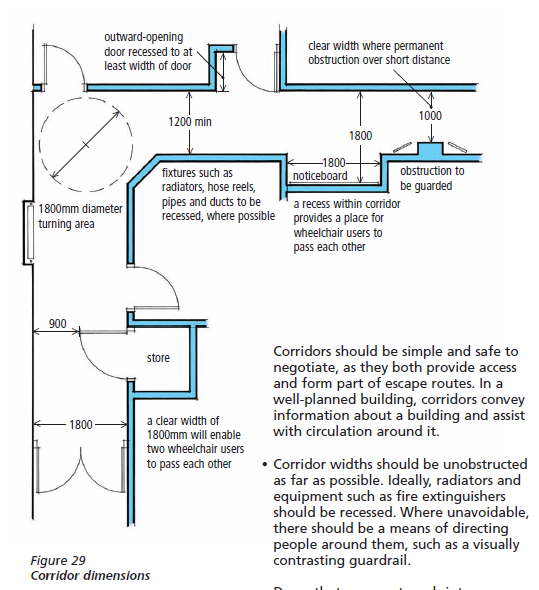 outward-opening
door recessed to at
least width of door
clear width where permanent
obstruction over short distance
1200 min
1800
1000
1800
noticeboard
fixtures such as
radiators, hose reels,
pipes and ducts to be
recessed, where possible
obstruction to
be guarded
a recess within corridor
provides a place for
wheelchair users to
pass each other
1800mm diameter
turning area
900
store
1800
a clear width of
1800mm will enable
two wheelchair users
to pass each other
Figure 29
Corridor dimensions
Corridors should be simple and safe to
negotiate, as they both provide access
and form part of escape routes. In a
well-planned building, corridors convey
information about a building and assist
with circulation around it.
• Corridor widths should be unobstructed
as far as possible. Ideally, radiators and
equipment such as fire extinguishers
should be recessed. Where unavoidable,
there should be a means of directing
people around them, such as a visually
contrasting guardrail.